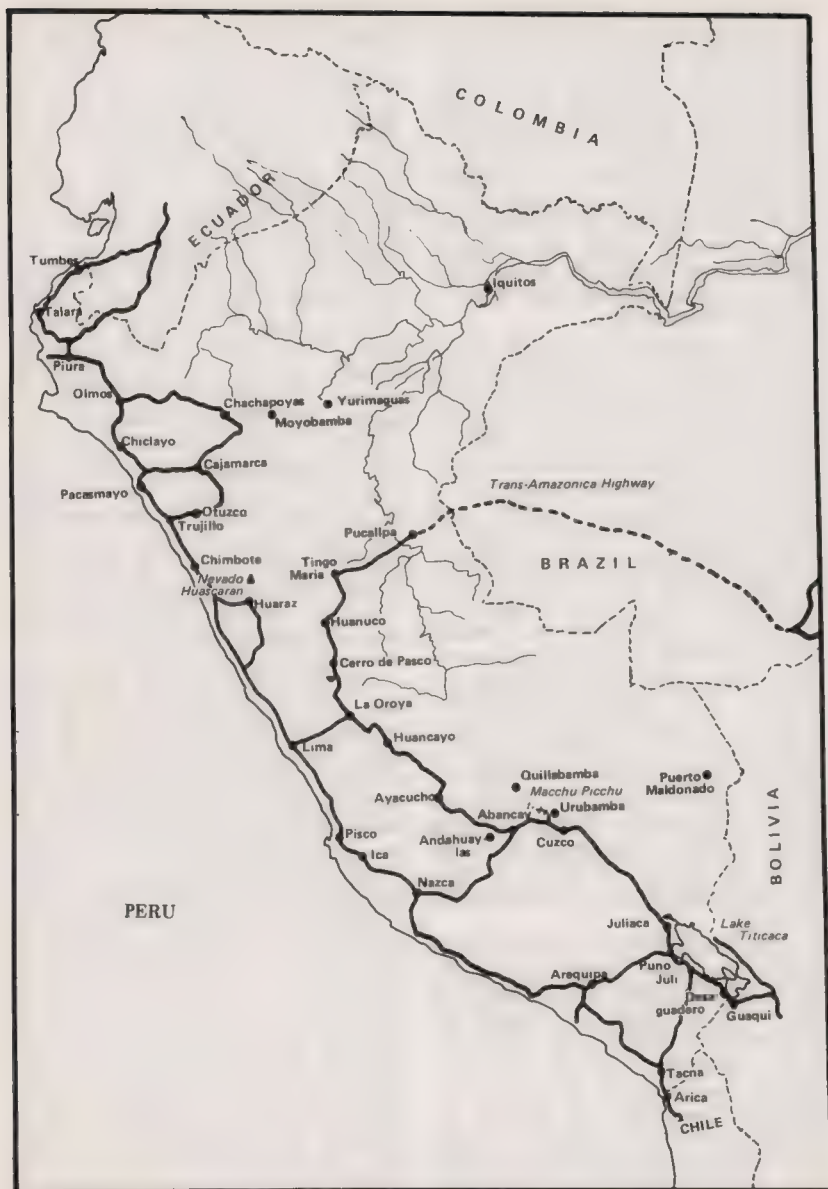 COLOMBIA
ECUADOR
Tumbes
Iquitos
Talara
Piura
Olmos
Chachapoyas
Yurimaguas
Moyobamba
Chiclayo
Cajamarca
Trans-Amazonica Highway
Pacasmayo
Otuzco
Trujillo
Pucallpa
Chimbote
Tingo
Maria
BRAZIL
Nevado
Huascaran
Huaraz
Huanuco
Cerro de Pasco
La Oroya
Lima
Huancayo
Quillabamba
Puerto
Maldonado
Macchu Picchu
Ayacucho
Urubamba
Abancay
Pisco
Andahuay
las
Cuzco
Ica
BOLIVIA
Nazca
PERU
Juliaca
Lake
Titicaca
Puno
Juli
Arequipa
Desa
guadero
Guaqui
Tacna
Arica
CHILE